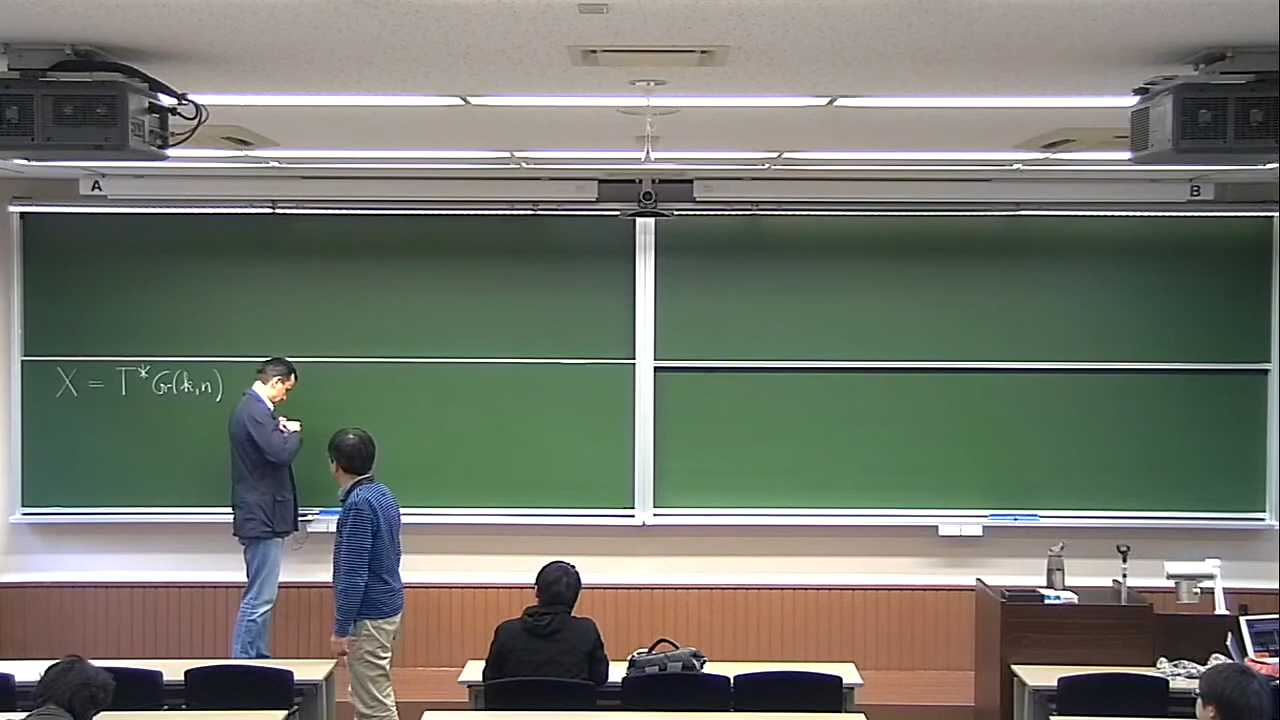 A
B
X = T*Gr(k,n)